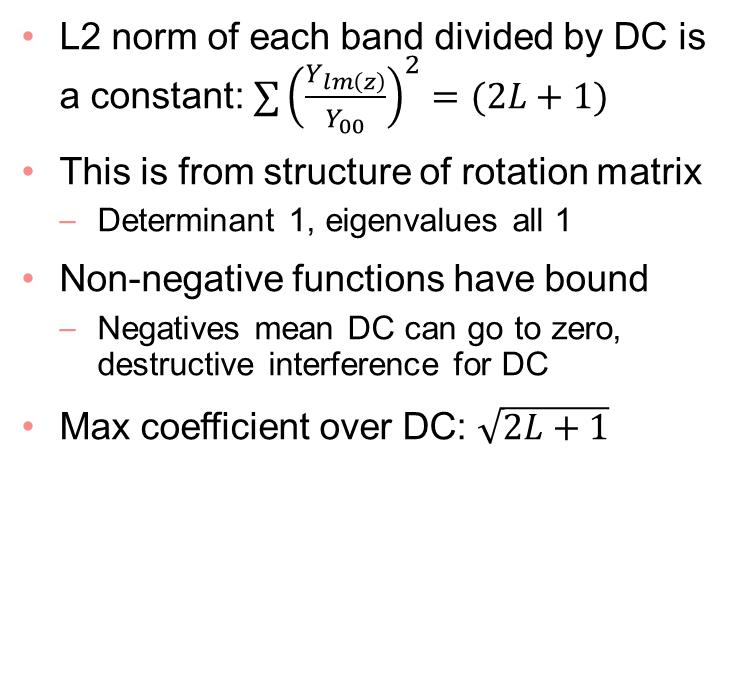 • L2 norm of each band divided by DC is
a constant: ∑(Y_lm(z)/Y_00)^2 = (2L + 1)
• This is from structure of rotation matrix
– Determinant 1, eigenvalues all 1
• Non-negative functions have bound
– Negatives mean DC can go to zero,
destructive interference for DC
• Max coefficient over DC: √(2L + 1)